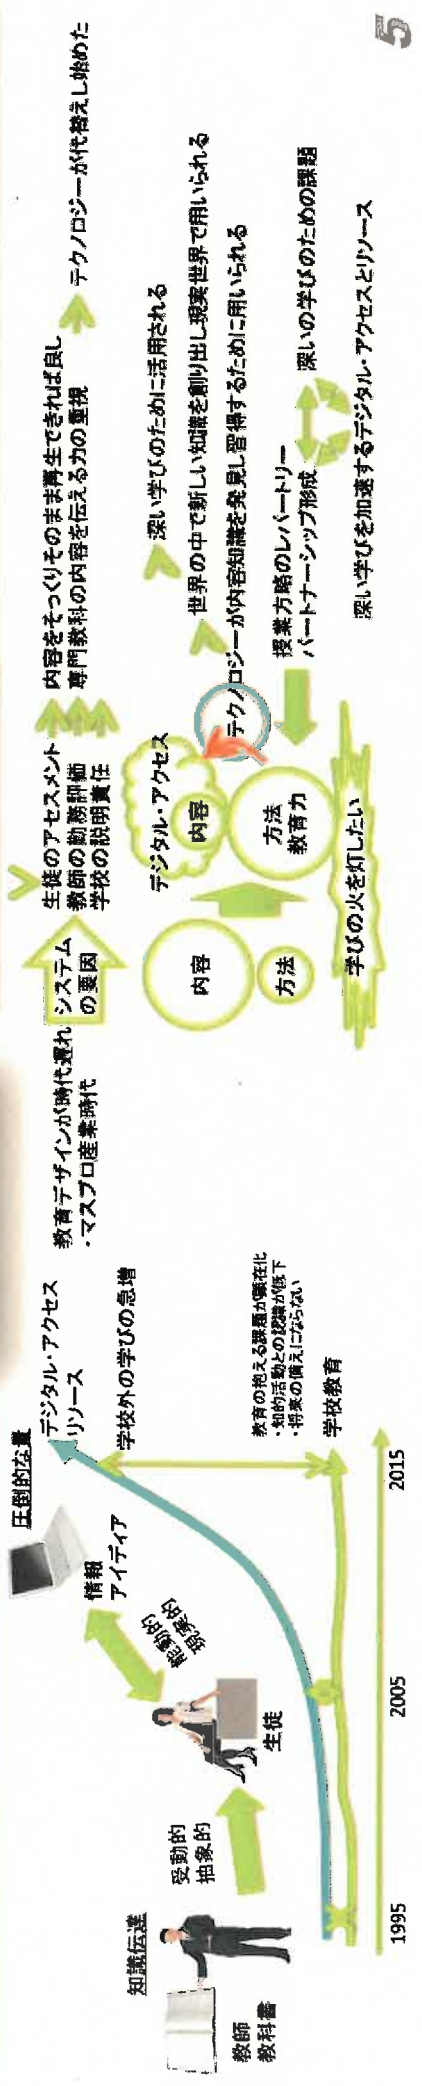 知識伝達
教師
教科書
受動的
抽象的
生徒
能動的
現実的
情報
アイディア
圧倒的な量
デジタル・アクセス
リソース
学校外の学びの急増
教育の抱える課題が顕在化
・知的活動との認識が低下
・将来の備えにならない
学校教育
1995
2005
2015
教育デザインが時代遅れ
・マスプロ産業時代
システム
の要因
生徒のアセスメント
教師の勤務評価
学校の説明責任
内容をそっくりそのまま再生できれば良し
専門教科の内容を伝える力の重視
テクノロジーが代替えし始めた
内容
方法
デジタル・アクセス
内容
方法
教育力
学びの火を灯したい
深い学びのために活用される
世界の中で新しい知識を創り出し現実世界で用いられる
テクノロジーが内容知識を発見し習得するために用いられる
授業方略のレパートリー
パートナーシップ形成
深いの学びのための課題
深い学びを加速するデジタル・アクセスとリソース
5